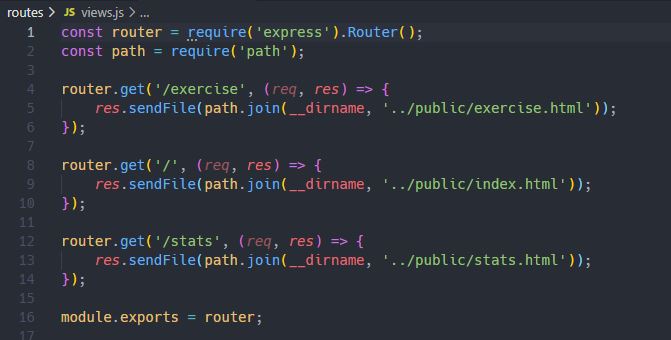 routes > JS views.js > ...
1 const router = require('express').Router();
2 const path = require('path');
3
4 router.get('/exercise', (req, res) => {
5 res.sendFile(path.join(__dirname, '../public/exercise.html'));
6 });
7
8 router.get('/', (req, res) => {
9 res.sendFile(path.join(__dirname, '../public/index.html'));
10 });
11
12 router.get('/stats', (req, res) => {
13 res.sendFile(path.join(__dirname, '../public/stats.html'));
14 });
15
16 module.exports = router;
17